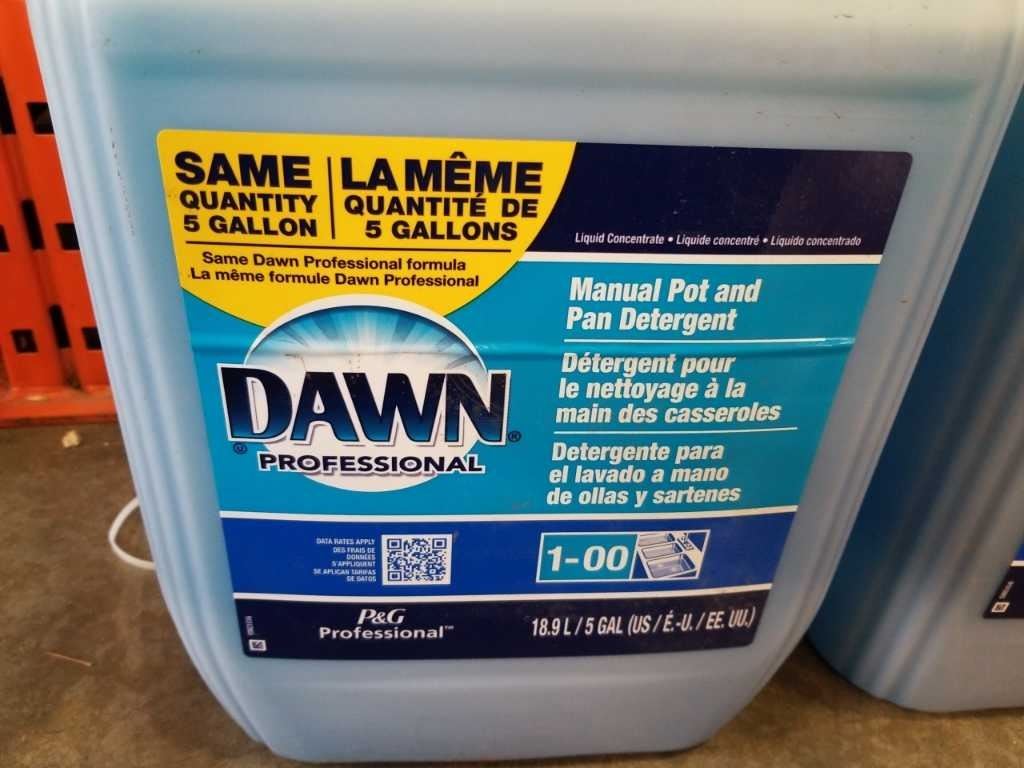 SAME
QUANTITY
5 GALLON
LA MÊME
QUANTITÉ DE
5 GALLONS
Same Dawn Professional formula
La même formule Dawn Professional
Liquid Concentrate • Liquide concentré • Líquido concentrado
Manual Pot and
Pan Detergent
Détergent pour
le nettoyage à la
main des casseroles
Detergente para
el lavado a mano
de ollas y sartenes
DAWN®
PROFESSIONAL
DATA RATES APPLY
DES FRAIS DE
DONNÉES
S'APPLIQUENT
SE APLICAN TARIFAS
DE DATOS
1-00
P&G
Professional™
18.9 L / 5 GAL (US / É.-U. / EE. UU.)